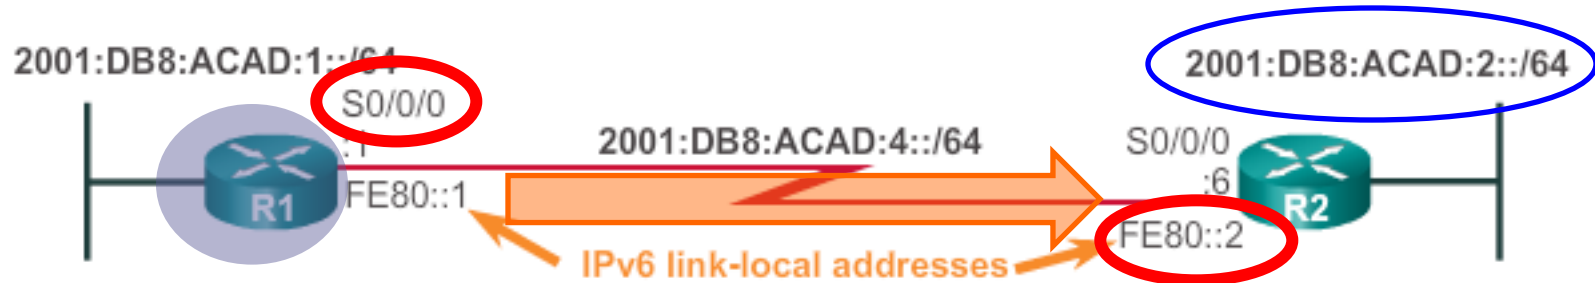 2001:DB8:ACAD:1::/64
2001:DB8:ACAD:2::/64
S0/0/0
:1
2001:DB8:ACAD:4::/64
S0/0/0
:6
R1
FE80::1
R2
FE80::2
IPv6 link-local addresses